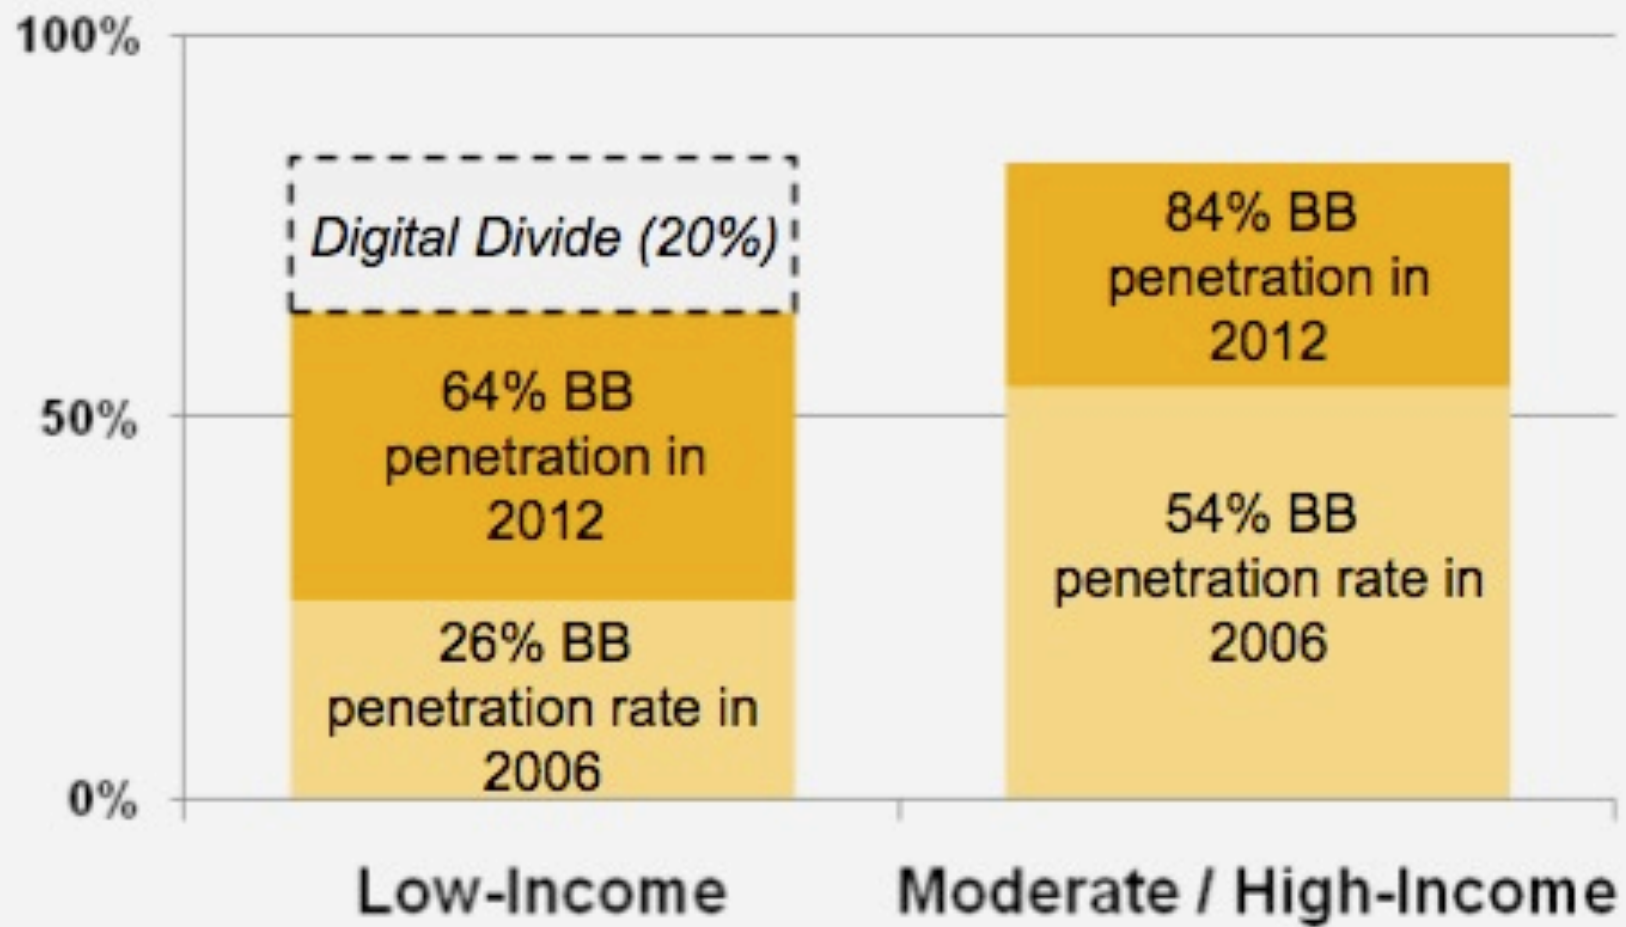 100%
50%
0%
Digital Divide (20%)
64% BB
penetration in
2012
26% BB
penetration rate in
2006
84% BB
penetration in
2012
54% BB
penetration rate in
2006
Low-Income
Moderate / High-Income